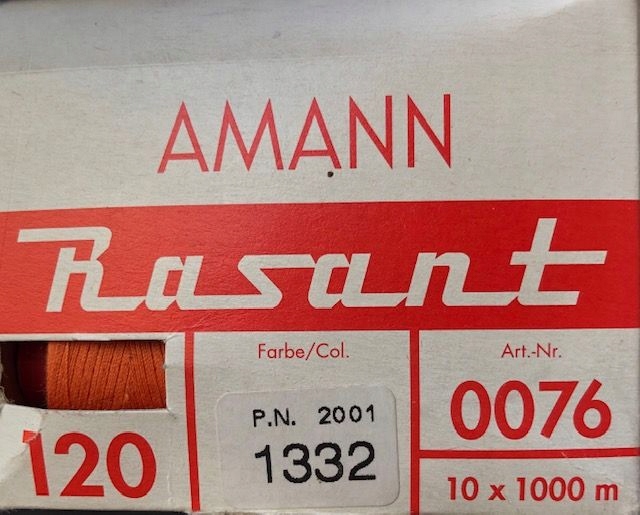 AMANN
Rasant
120
Farbe/Col.
P.N. 2001
1332
Art.-Nr.
0076
10 x 1000 m